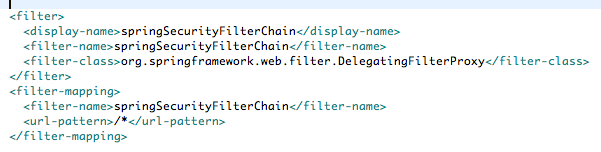 <filter>
<display-name>springSecurityFilterChain</display-name>
<filter-name>springSecurityFilterChain</filter-name>
<filter-class>org.springframework.web.filter.DelegatingFilterProxy</filter-class>
</filter>
<filter-mapping>
<filter-name>springSecurityFilterChain</filter-name>
<url-pattern>/*</url-pattern>
</filter-mapping>